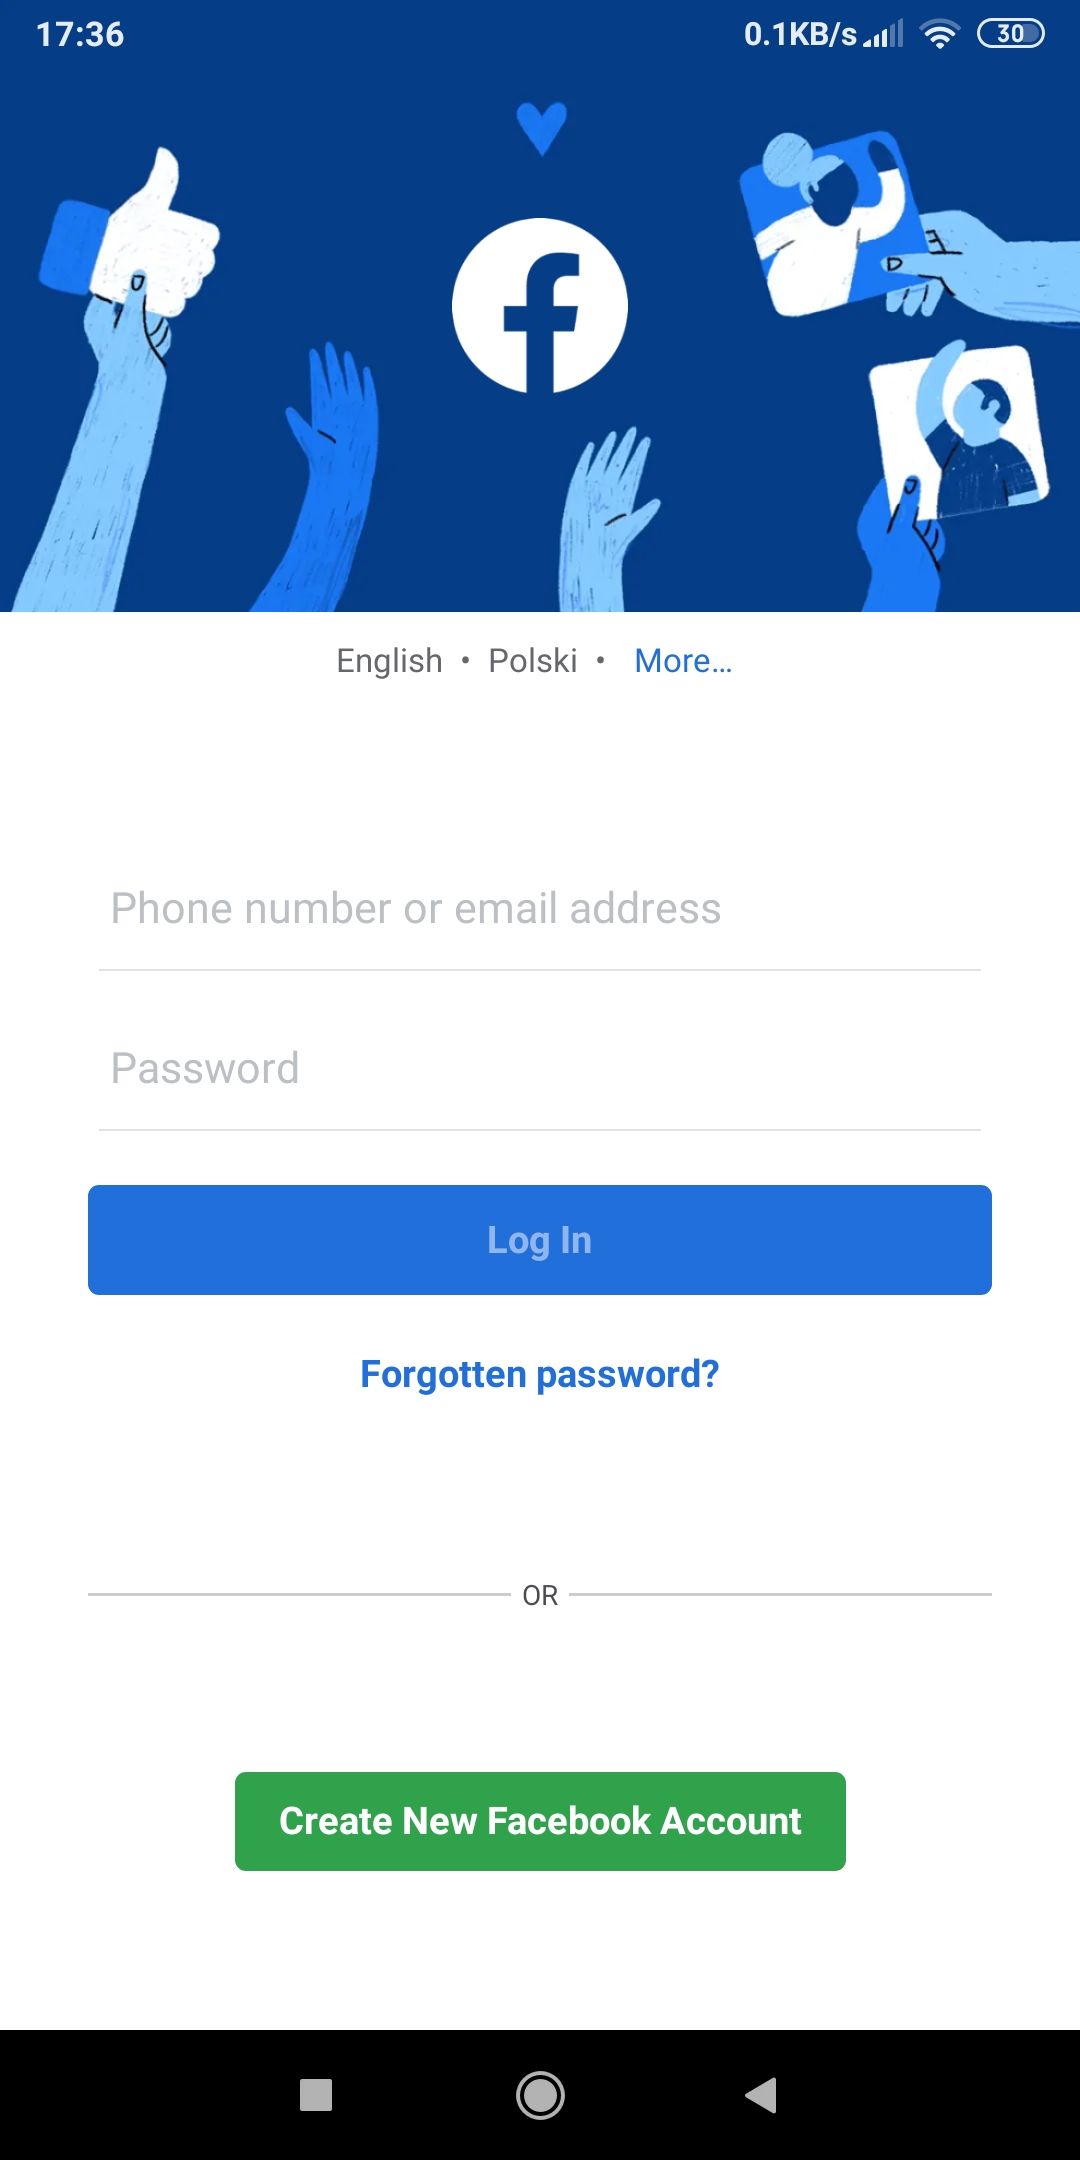 17:36 0.1KB/s 30
English • Polski • More...
Phone number or email address
Password
Log In
Forgotten password?
OR
Create New Facebook Account